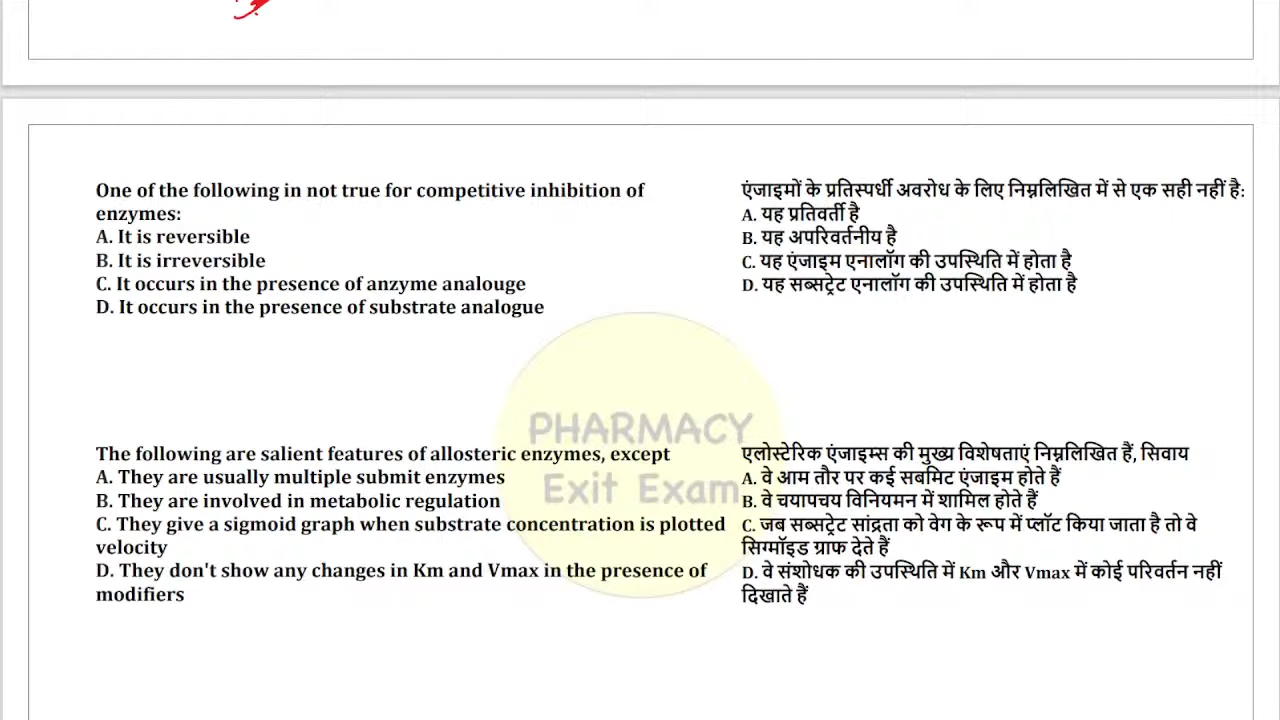 One of the following in not true for competitive inhibition of
enzymes:
A. It is reversible
B. It is irreversible
C. It occurs in the presence of anzyme analouge
D. It occurs in the presence of substrate analogue
एंजाइमों के प्रतिस्पर्धी अवरोध के लिए निम्नलिखित में से एक सही नहीं है:
A. यह प्रतिवर्ती है
B. यह अपरिवर्तनीय है
C. यह एंजाइम एनालॉग की उपस्थिति में होता है
D. यह सब्सट्रेट एनालॉग की उपस्थिति में होता है
PHARMACY
Exit Exam
The following are salient features of allosteric enzymes, except
A. They are usually multiple submit enzymes
B. They are involved in metabolic regulation
C. They give a sigmoid graph when substrate concentration is plotted
velocity
D. They don't show any changes in Km and Vmax in the presence of
modifiers
एलोस्टेरिक एंजाइम्स की मुख्य विशेषताएं निम्नलिखित हैं, सिवाय
A. वे आम तौर पर कई सबमिट एंजाइम होते हैं
B. वे चयापचय विनियमन में शामिल होते हैं
C. जब सब्सट्रेट सांद्रता को वेग के रूप में प्लॉट किया जाता है तो वे
सिग्मॉइड ग्राफ देते हैं
D. वे संशोधक की उपस्थिति में Km और Vmax में कोई परिवर्तन नहीं
दिखाते हैं